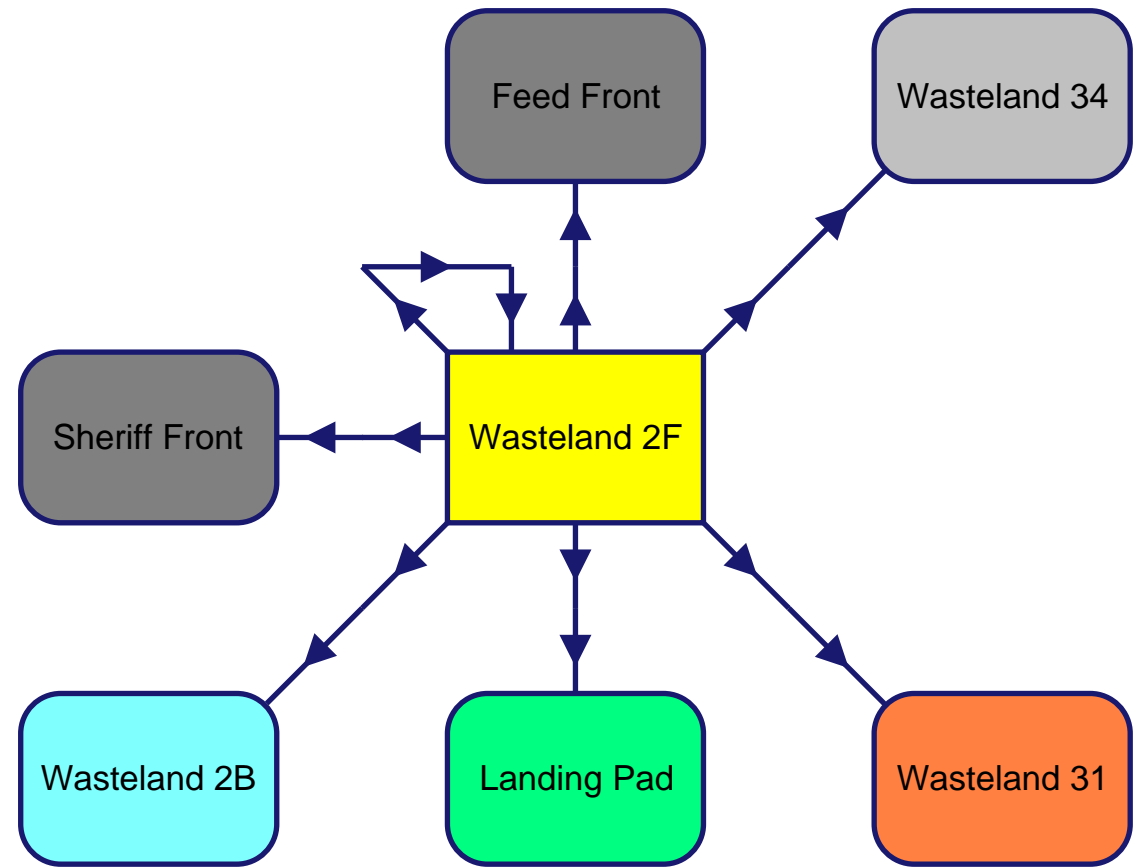 Feed Front
Wasteland 34
Sheriff Front
Wasteland 2F
Wasteland 2B
Landing Pad
Wasteland 31